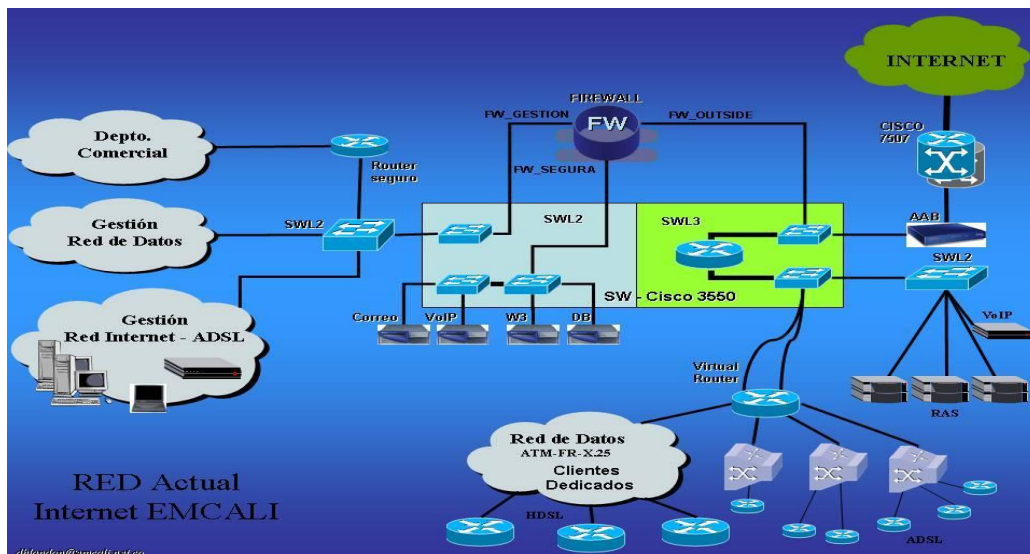 INTERNET
FIREWALL
FW_GESTION
FW
FW_OUTSIDE
CISCO
7507
Depto.
Comercial
Router
seguro
FW_SEGURA
Gestión
Red de Datos
SWL2
SWL2
SWL3
AAB
SWL2
SW - Cisco 3550
Gestión
Red Internet - ADSL
Correo
VoIP
W3
DB
VoIP
Virtual
Router
RAS
Red de Datos
ATM-FR-X.25
Clientes
Dedicados
RED Actual
Internet EMCALI
HDSL
ADSL